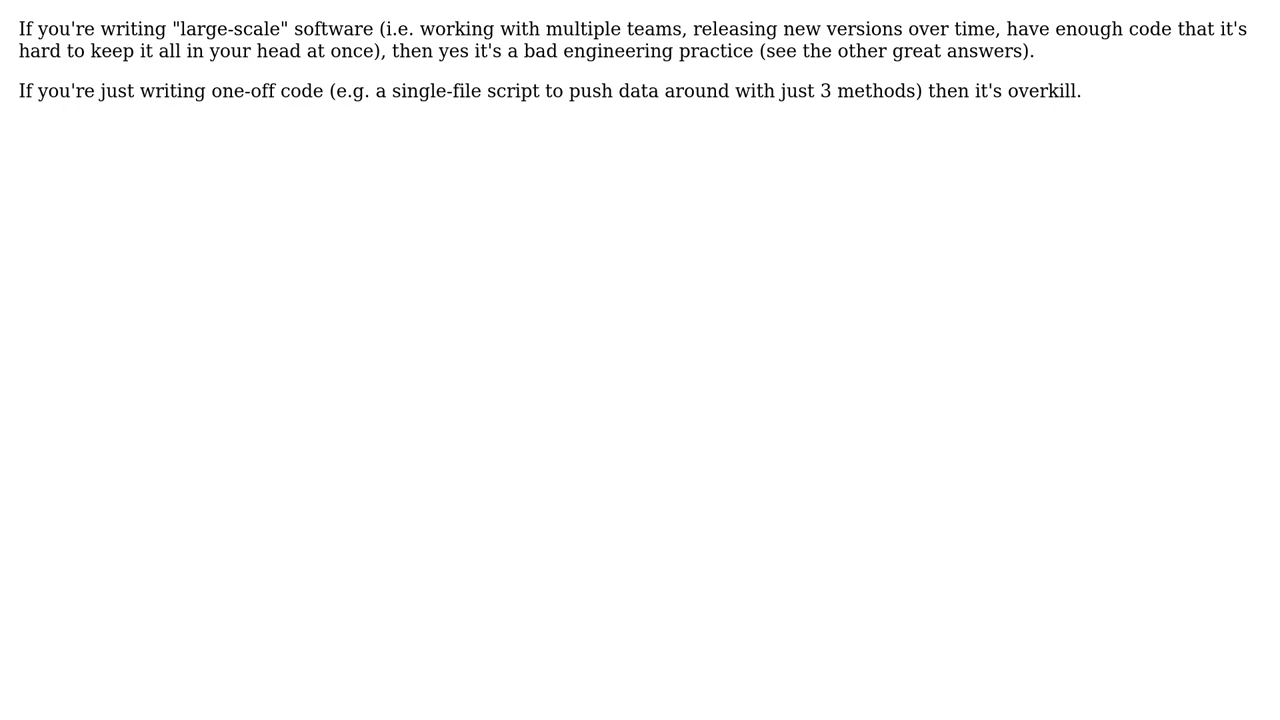 If you're writing "large-scale" software (i.e. working with multiple teams, releasing new versions over time, have enough code that it's
hard to keep it all in your head at once), then yes it's a bad engineering practice (see the other great answers).
If you're just writing one-off code (e.g. a single-file script to push data around with just 3 methods) then it's overkill.